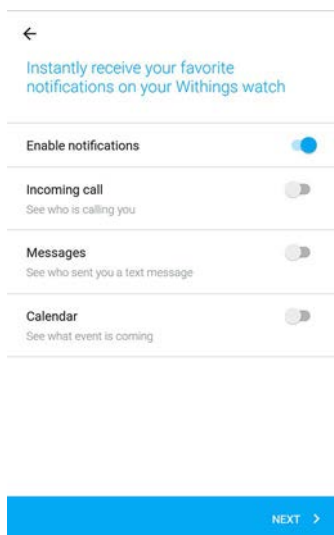 Instantly receive your favorite
notifications on your Withings watch
Enable notifications
Incoming call
See who is calling you
Messages
See who sent you a text message
Calendar
See what event is coming
NEXT